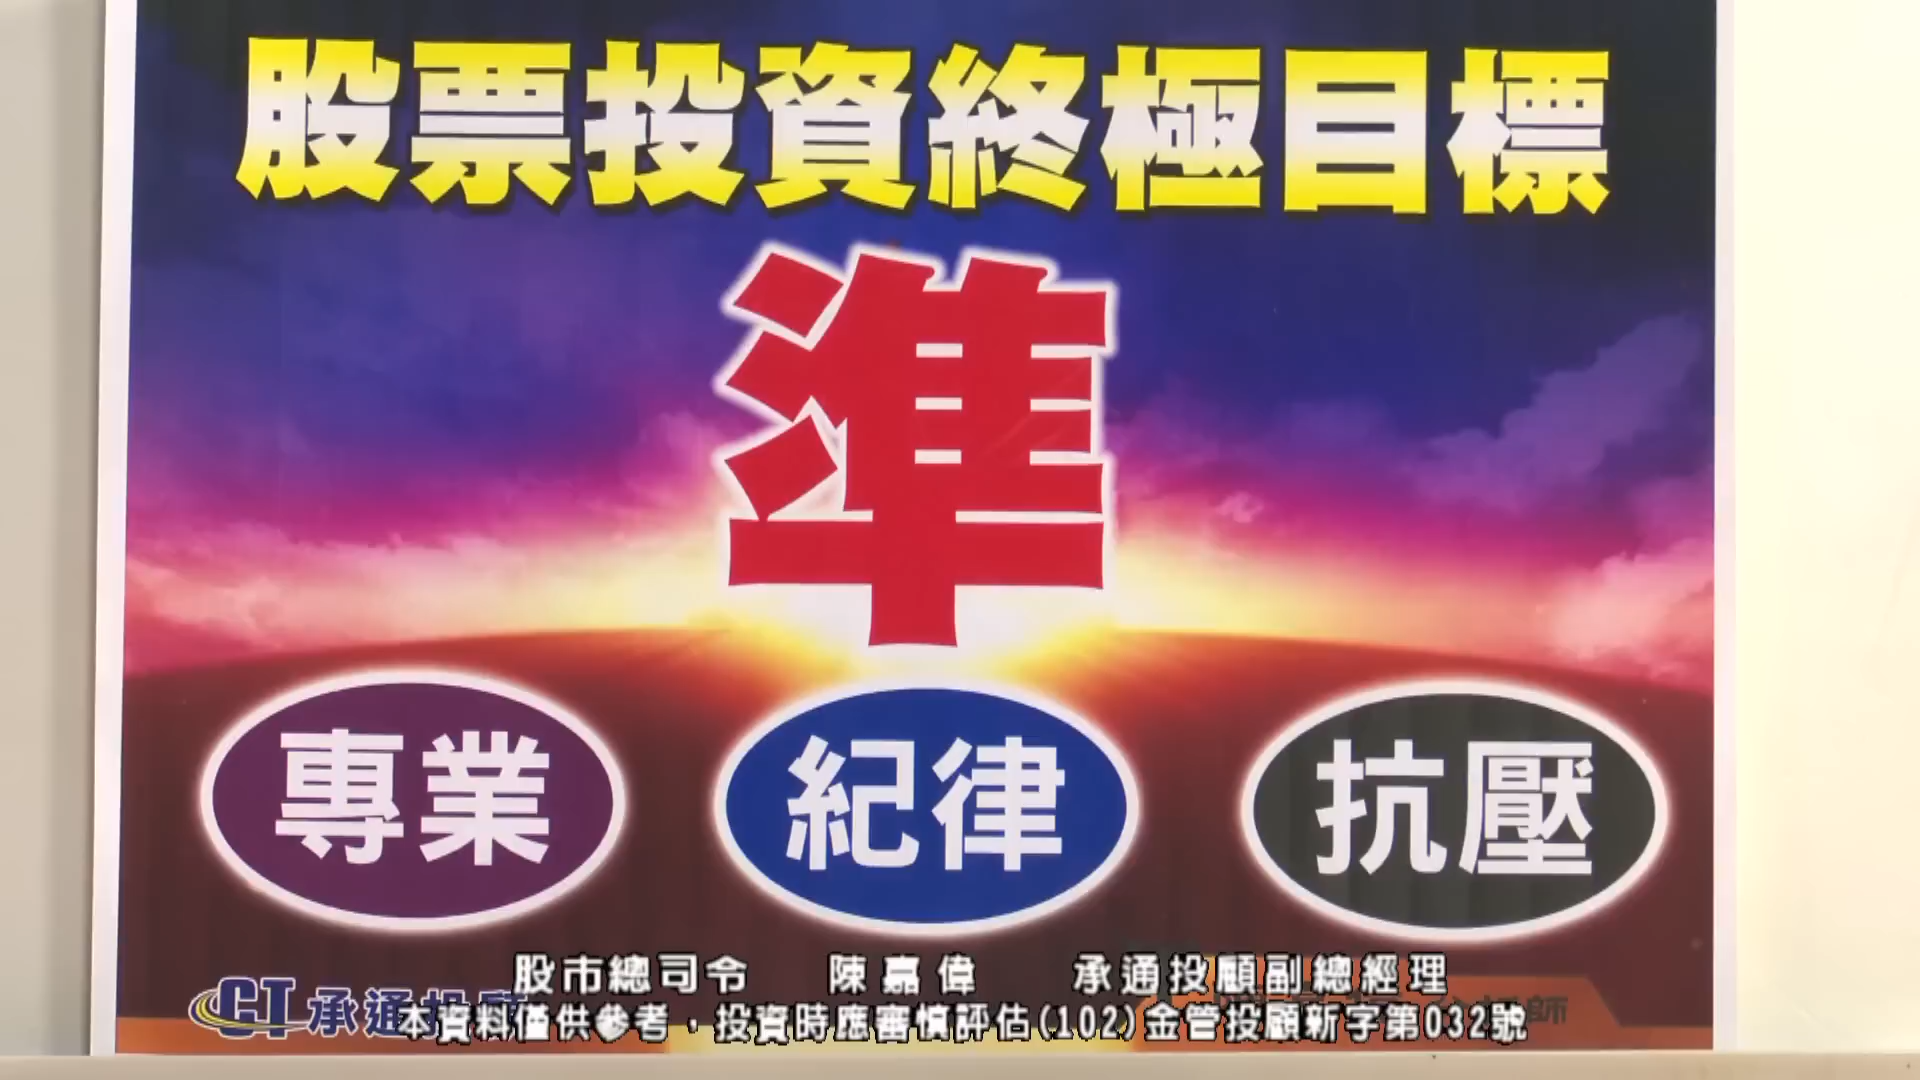 股票投資終極目標
準
專業 紀律 抗壓
股市總司令 陳嘉偉 承通投顧副總經理
CT 承通投顧
本資料僅供參考，投資時應審慎評估(102)金管投顧新字第032號